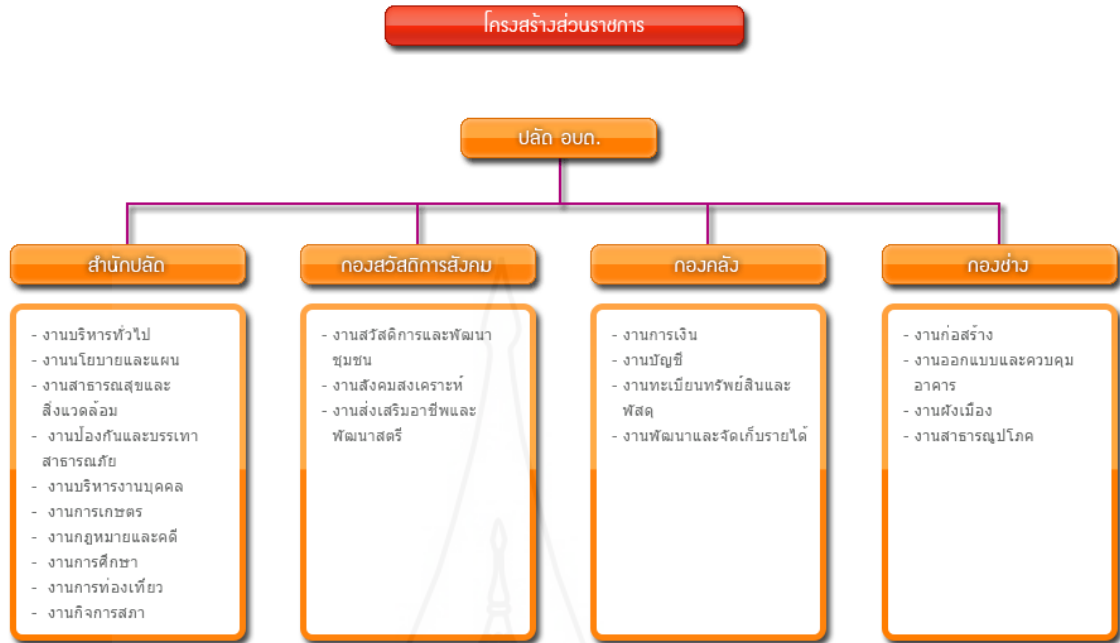 โครงสร้างส่วนราชการ
ปลัด อบต.
สำนักปลัด
- งานบริหารทั่วไป
- งานนโยบายและแผน
- งานสาธารณสุขและ
สิ่งแวดล้อม
- งานป้องกันและบรรเทา
สาธารณภัย
- งานบริหารงานบุคคล
- งานการเกษตร
- งานกฎหมายและคดี
- งานการศึกษา
- งานการท่องเที่ยว
- งานกิจการสภา
กองสวัสดิการสังคม
- งานสวัสดิการและพัฒนา
ชุมชน
- งานสังคมสงเคราะห์
- งานส่งเสริมอาชีพและ
พัฒนาสตรี
กองคลัง
- งานการเงิน
- งานบัญชี
- งานทะเบียนทรัพย์สินและ
พัสดุ
- งานพัฒนาและจัดเก็บรายได้
กองช่าง
- งานก่อสร้าง
- งานออกแบบและควบคุม
อาคาร
- งานผังเมือง
- งานสาธารณูปโภค